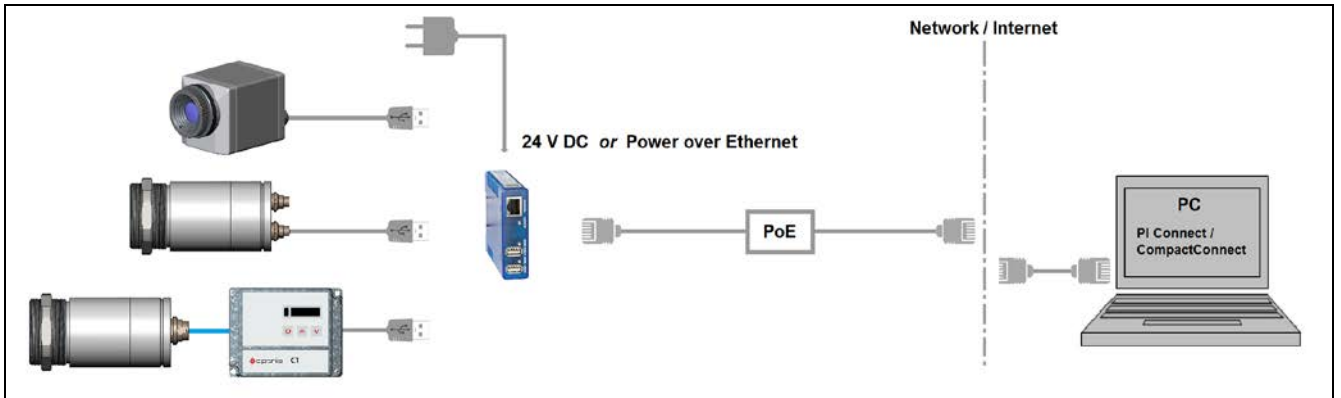 Network / Internet
24 V DC or Power over Ethernet
PoE
PC
PI Connect /
CompactConnect
optris CT